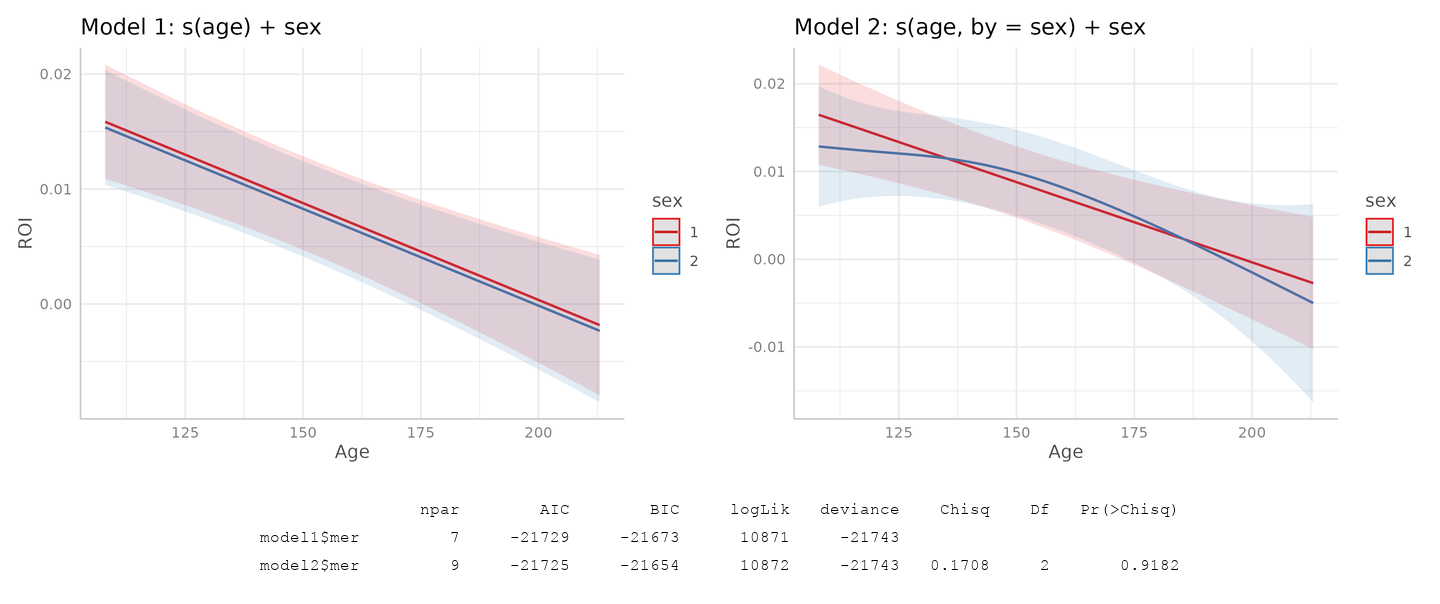 Model 1: s(age) + sex
0.02
0.01
0.00
ROI
125 150 175 200
Age
sex
1
2
Model 2: s(age, by = sex) + sex
0.02
0.01
0.00
-0.01
ROI
125 150 175 200
Age
sex
1
2
npar AIC BIC logLik deviance Chisq Df Pr(>Chisq)
model1$mer 7 -21729 -21673 10871 -21743
model2$mer 9 -21725 -21654 10872 -21743 0.1708 2 0.9182